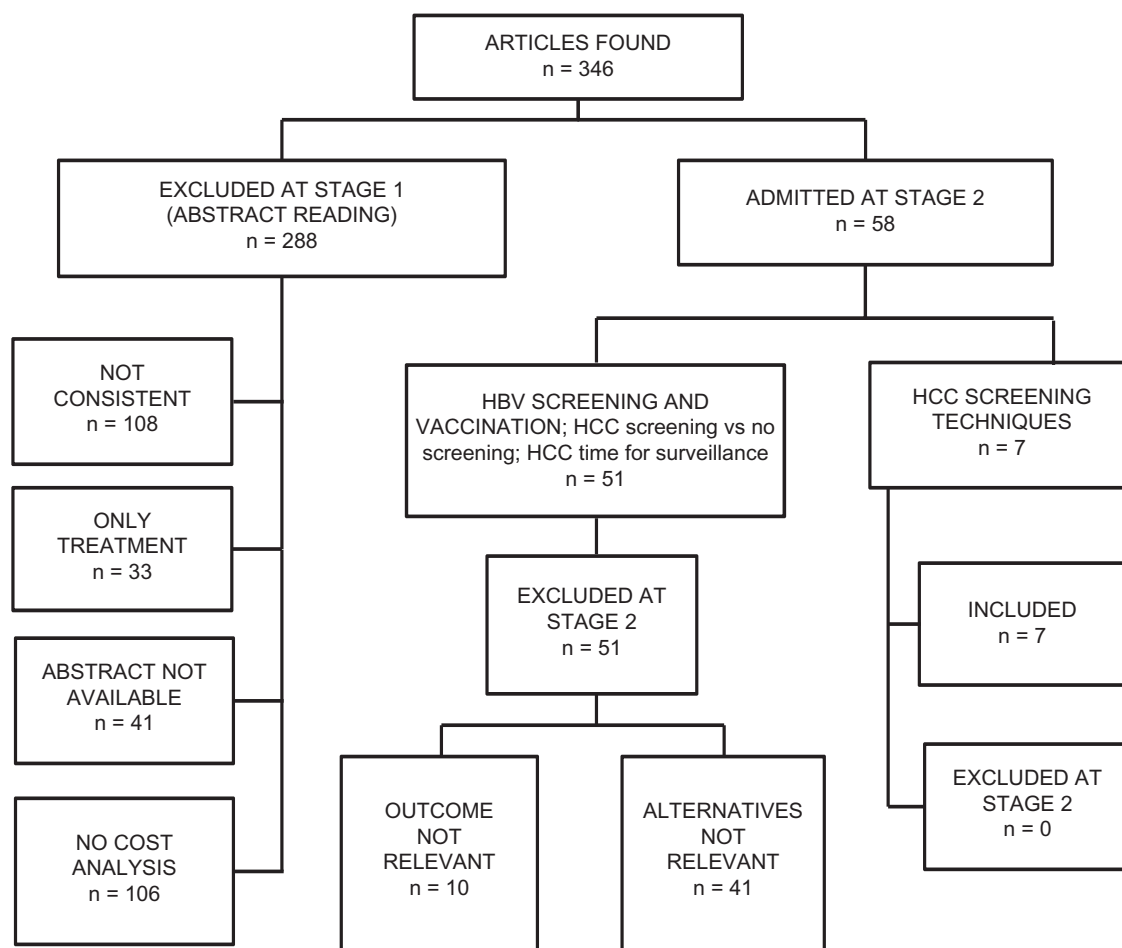 ARTICLES FOUND
n = 346
EXCLUDED AT STAGE 1
(ABSTRACT READING)
n = 288
ADMITTED AT STAGE 2
n = 58
NOT
CONSISTENT
n = 108
ONLY
TREATMENT
n = 33
ABSTRACT NOT
AVAILABLE
n = 41
NO COST
ANALYSIS
n = 106
HBV SCREENING AND
VACCINATION; HCC screening vs no
screening; HCC time for surveillance
n = 51
EXCLUDED AT
STAGE 2
n = 51
OUTCOME
NOT
RELEVANT
n = 10
ALTERNATIVES
NOT
RELEVANT
n = 41
HCC SCREENING
TECHNIQUES
n = 7
INCLUDED
n = 7
EXCLUDED AT
STAGE 2
n = 0